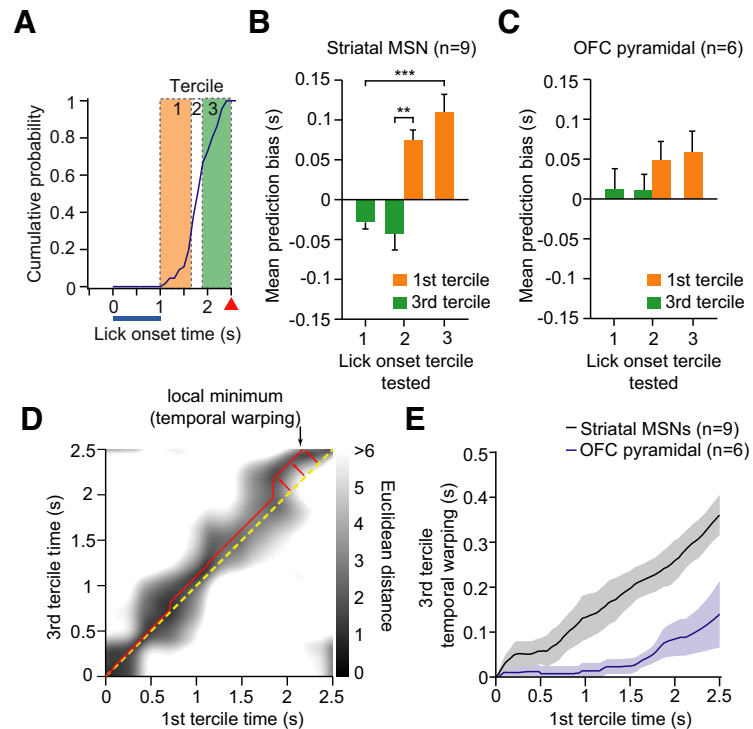 A
Tercile
1 2 3
Cumulative probability
1
0.8
0.6
0.4
0.2
0
0 1 2
Lick onset time (s)
B
Striatal MSN (n=9)
Mean prediction bias (s)
0.15
0.1
0.05
0
-0.05
-0.1
-0.15
***
**
1st tercile
3rd tercile
1 2 3
Lick onset tercile
tested
C
OFC pyramidal (n=6)
Mean prediction bias (s)
0.15
0.1
0.05
0
-0.05
-0.1
-0.15
1st tercile
3rd tercile
1 2 3
Lick onset tercile
tested
D
local minimum
(temporal warping)
3rd tercile time (s)
2.5
2
1.5
1
0.5
0
0 0.5 1 1.5 2 2.5
1st tercile time (s)
>6
5
4
3
2
1
0
Euclidean distance
E
Striatal MSNs (n=9)
OFC pyramidal (n=6)
3rd tercile
temporal warping (s)
0.5
0.4
0.3
0.2
0.1
0
0 0.5 1 1.5 2 2.5
1st tercile time (s)